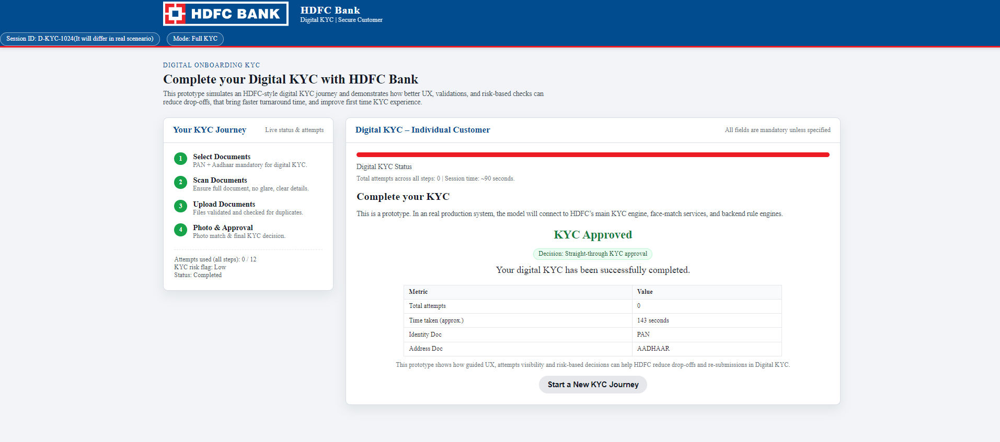 HDFC BANK
HDFC Bank
Digital KYC | Secure Customer
Session ID: D-KYC-1024(It will differ in real sceneario)
Mode: Full KYC
DIGITAL ONBOARDING KYC
Complete your Digital KYC with HDFC Bank
This prototype simulates an HDFC-style digital KYC journey and demonstrates how better UX, validations, and risk-based checks can
reduce drop-offs, that bring faster turnaround time, and improve first time KYC experience.
Your KYC Journey
Live status & attempts
1
Select Documents
PAN + Aadhaar mandatory for digital KYC.
2
Scan Documents
Ensure full document, no glare, clear details.
3
Upload Documents
Files validated and checked for duplicates.
4
Photo & Approval
Photo match & final KYC decision.
Attempts used (all steps): 0 / 12
KYC risk flag: Low
Status: Completed
Digital KYC – Individual Customer
All fields are mandatory unless specified
Digital KYC Status
Total attempts across all steps: 0 | Session time: ~90 seconds.
Complete your KYC
This is a prototype. In an real production system, the model will connect to HDFC's main KYC engine, face-match services, and backend rule engines.
KYC Approved
Decision: Straight-through KYC approval
Your digital KYC has been successfully completed.
Metric Value
Total attempts 0
Time taken (approx.) 143 seconds
Identity Doc PAN
Address Doc AADHAAR
This prototype shows how guided UX, attempts visibility and risk-based decisions can help HDFC reduce drop-offs and re-submissions in Digital KYC.
Start a New KYC Journey